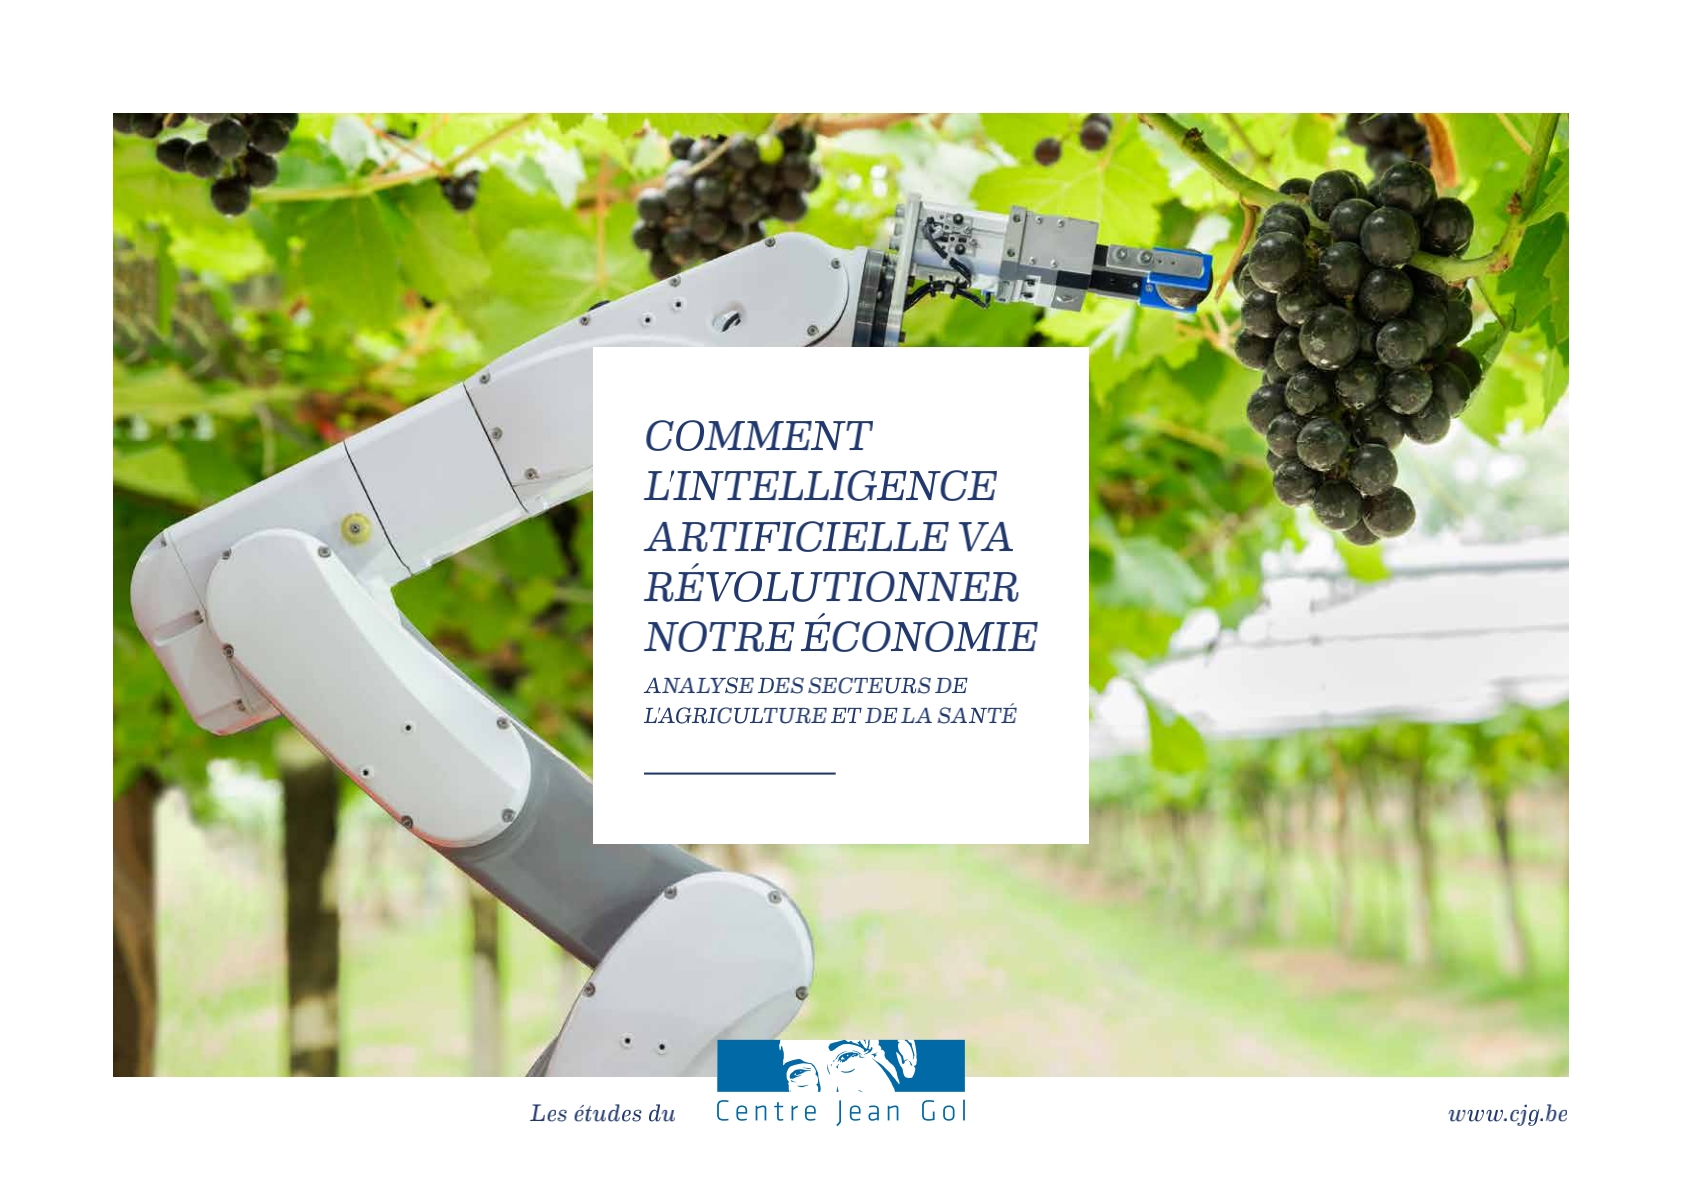 COMMENT
L'INTELLIGENCE
ARTIFICIELLE VA
RÉVOLUTIONNER
NOTRE ÉCONOMIE
ANALYSE DES SECTEURS DE
L'AGRICULTURE ET DE LA SANTÉ
Les études du
Centre Jean Gol
www.cjg.be